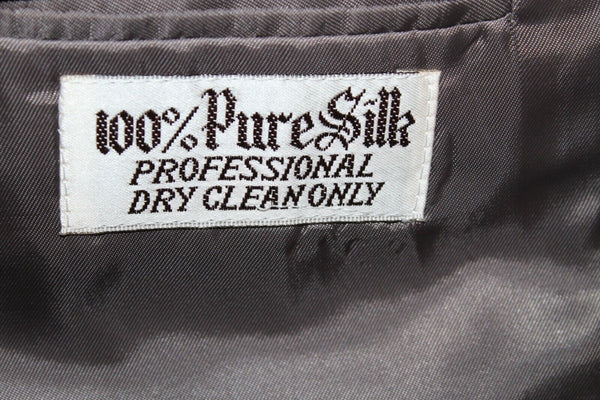 100% Pure Silk
PROFESSIONAL
DRY CLEAN ONLY